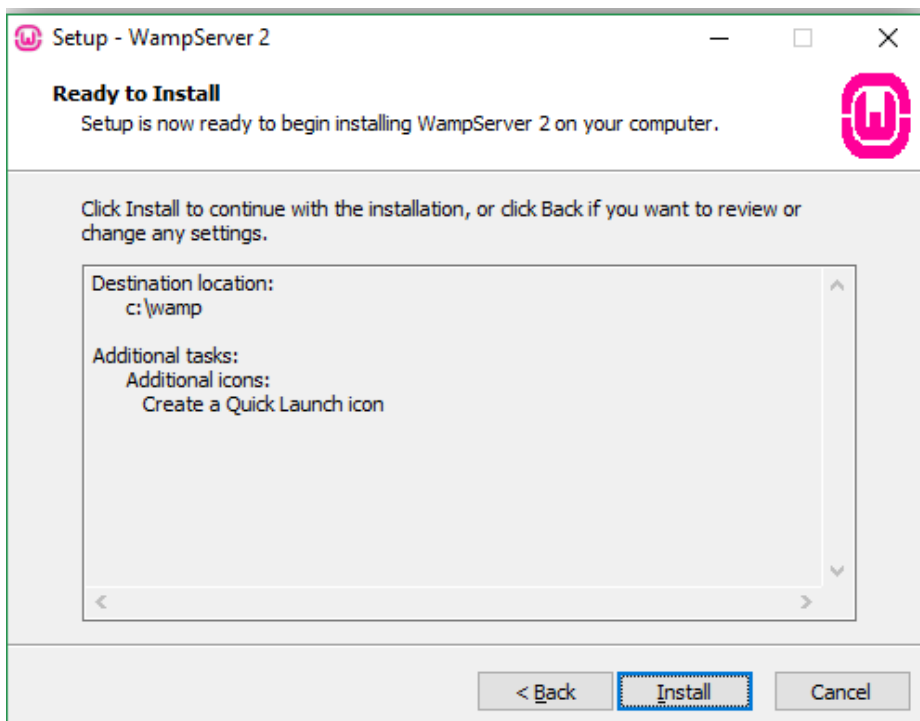 Setup - WampServer 2
Ready to Install
Setup is now ready to begin installing WampServer 2 on your computer.
Click Install to continue with the installation, or click Back if you want to review or
change any settings.
Destination location:
c:\wamp
Additional tasks:
Additional icons:
Create a Quick Launch icon
< Back
Install
Cancel